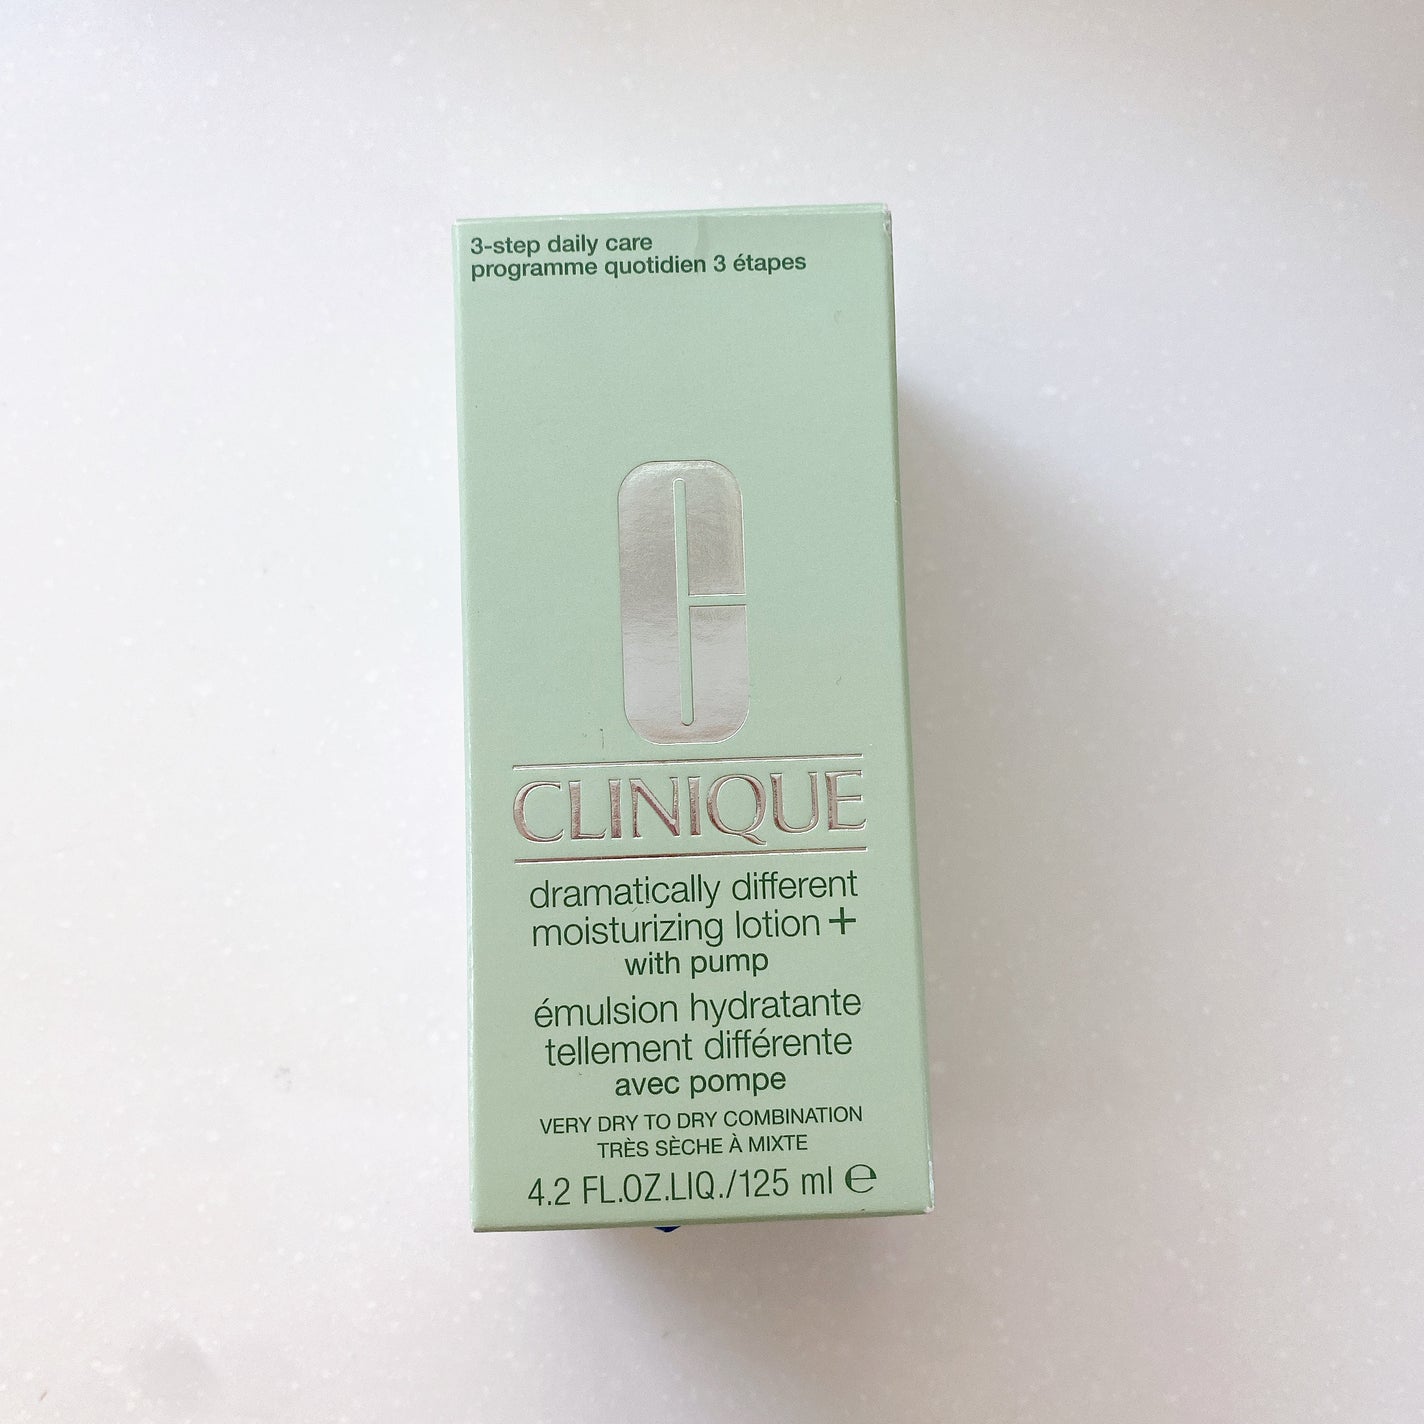 3-step daily care
programme quotidien 3 étapes
C
CLINIQUE
dramatically different
moisturizing lotion+
with pump
émulsion hydratante
tellement différente
avec pompe
VERY DRY TO DRY COMBINATION
TRÈS SÈCHE À MIXTE
4.2 FL.OZ.LIQ./125 ml ℮